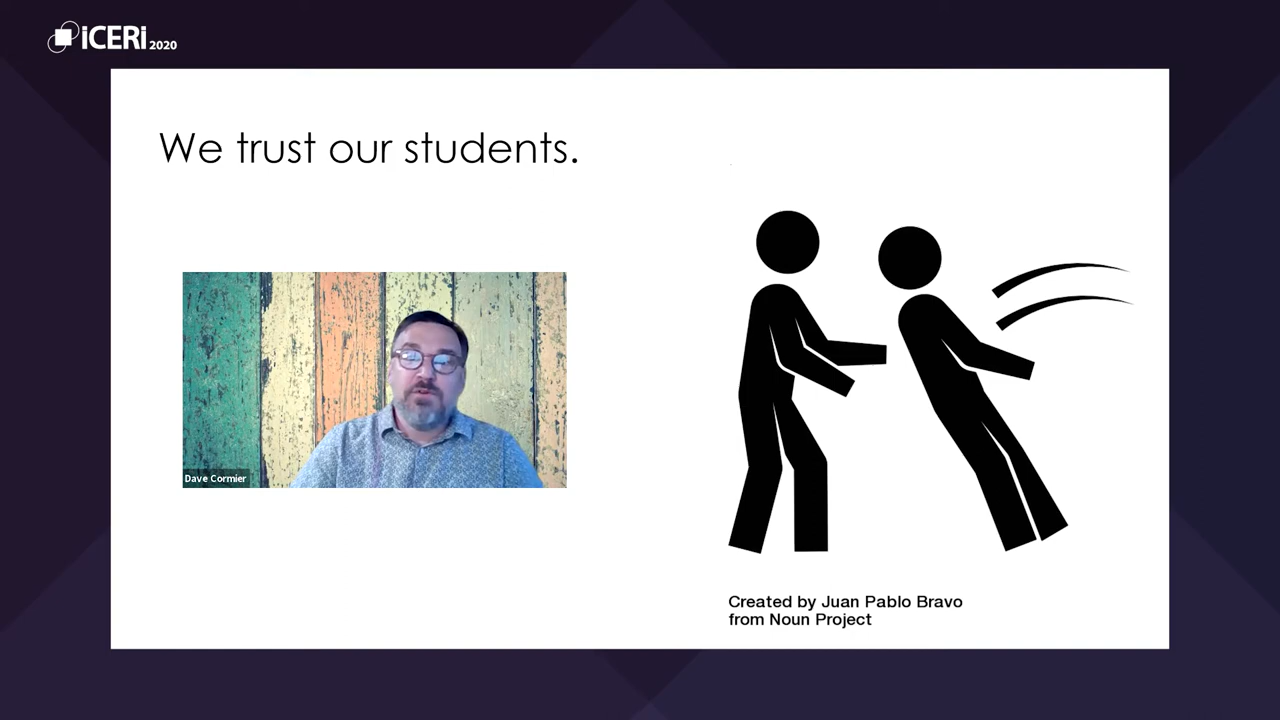 iCERi 2020
We trust our students.
Dave Cormier
Created by Juan Pablo Bravo
from Noun Project